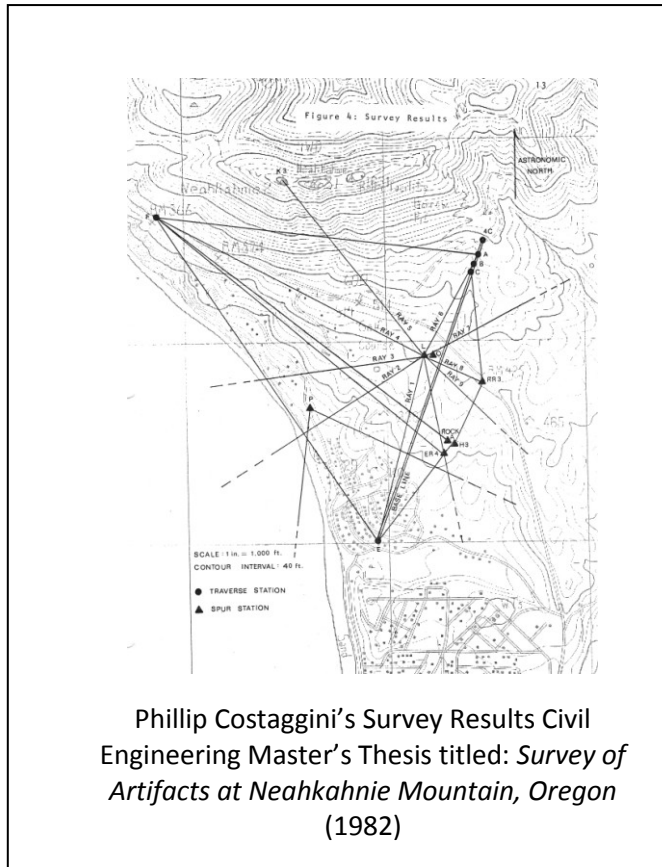 13
Figure 4: Survey Results
ASTRONOMIC
NORTH
K3
Neahkahnie
F
4C
A
B
C
RAY 5
RAY 6
RAY 4
RAY 7
RAY 3
L
RAY 2
RAY 8
RAY 9
RR3
RAY 1
P
465
ROCK
H3
ER4
BASE LINE
E
SCALE: 1 in. = 1,000 ft.
CONTOUR INTERVAL: 40 ft.
TRAVERSE STATION
SPUR STATION
Phillip Costaggini’s Survey Results Civil
Engineering Master’s Thesis titled: Survey of
Artifacts at Neahkahnie Mountain, Oregon
(1982)